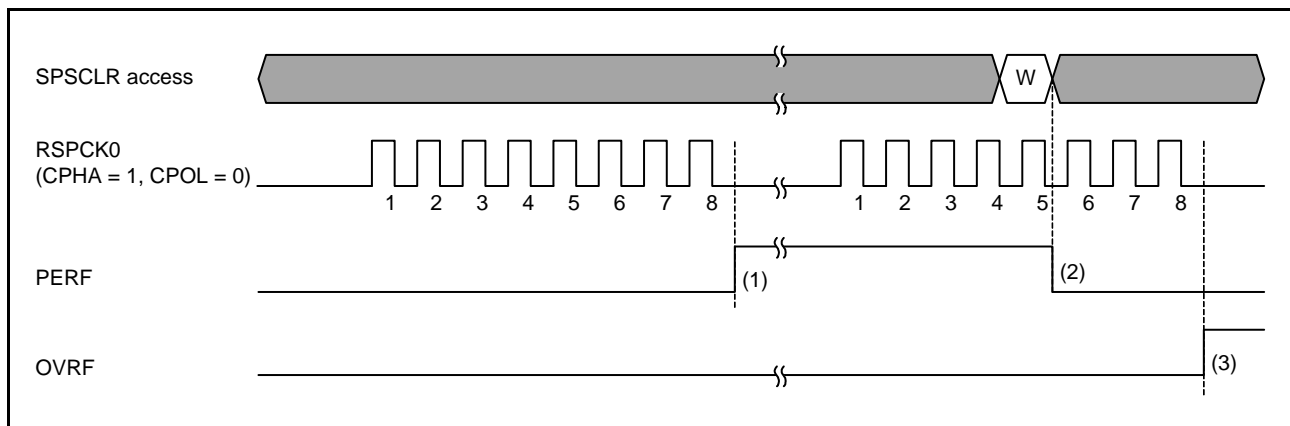 SPSCLR access
W
RSPCK0
(CPHA = 1, CPOL = 0)
1 2 3 4 5 6 7 8 1 2 3 4 5 6 7 8
PERF
(1) (2)
OVRF
(3)